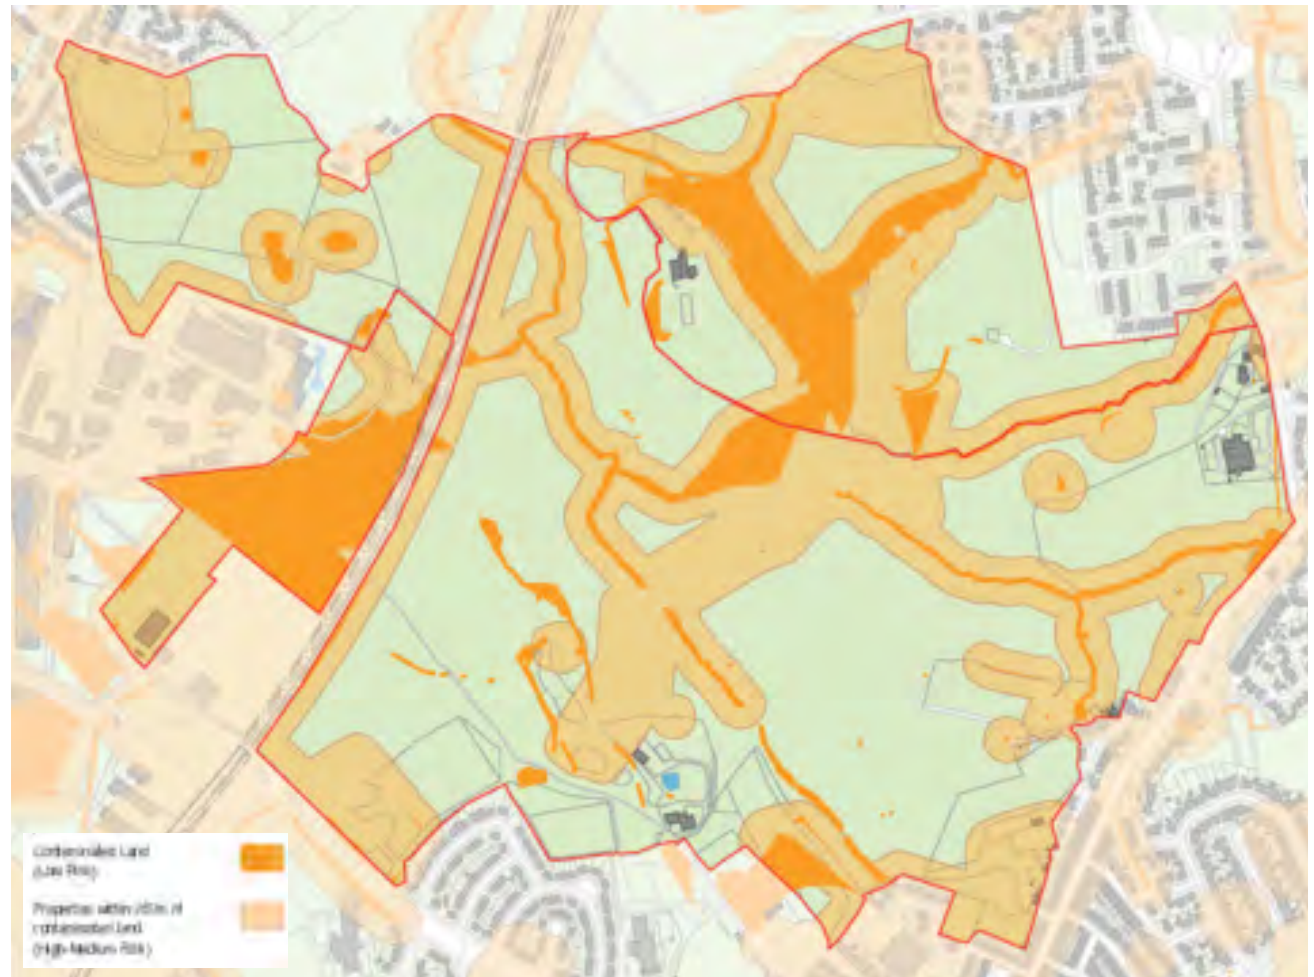 Contaminated Land
(Low Risk)
Properties within of
contaminated land
(High-Medium Risk)